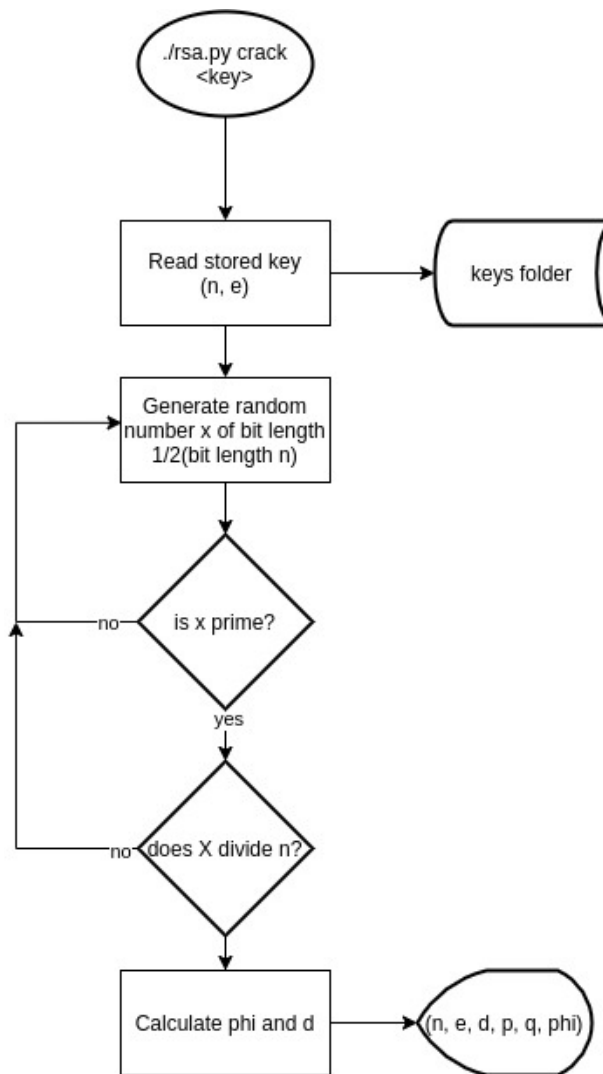 ./rsa.py crack
<key>
Read stored key
(n, e)
keys folder
Generate random
number x of bit length
1/2(bit length n)
is x prime?
no
yes
does X divide n?
no
Calculate phi and d
(n, e, d, p, q, phi)